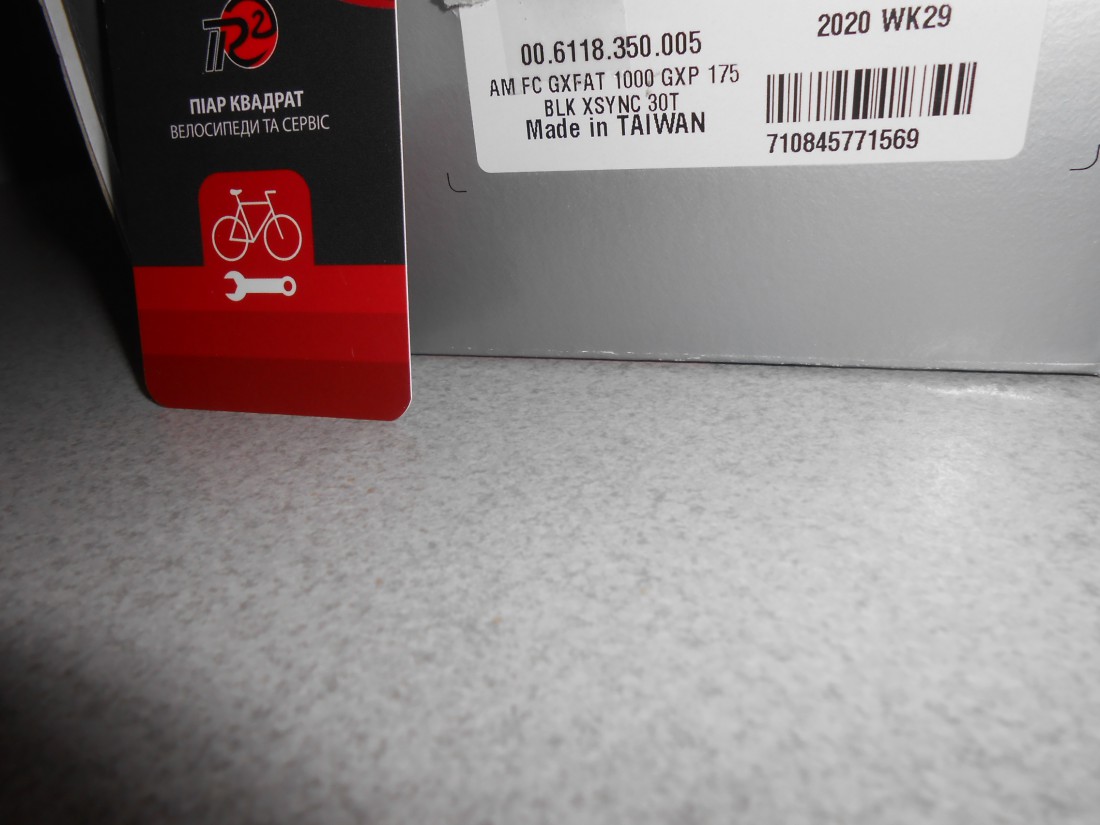 ПІАР КВАДРАТ
ВЕЛОСИПЕДИ ТА СЕРВІС
00.6118.350.005
AM FC GXFAT 1000 GXP 175
BLK XSYNC 30T
Made in TAIWAN
2020 WK29
710845771569